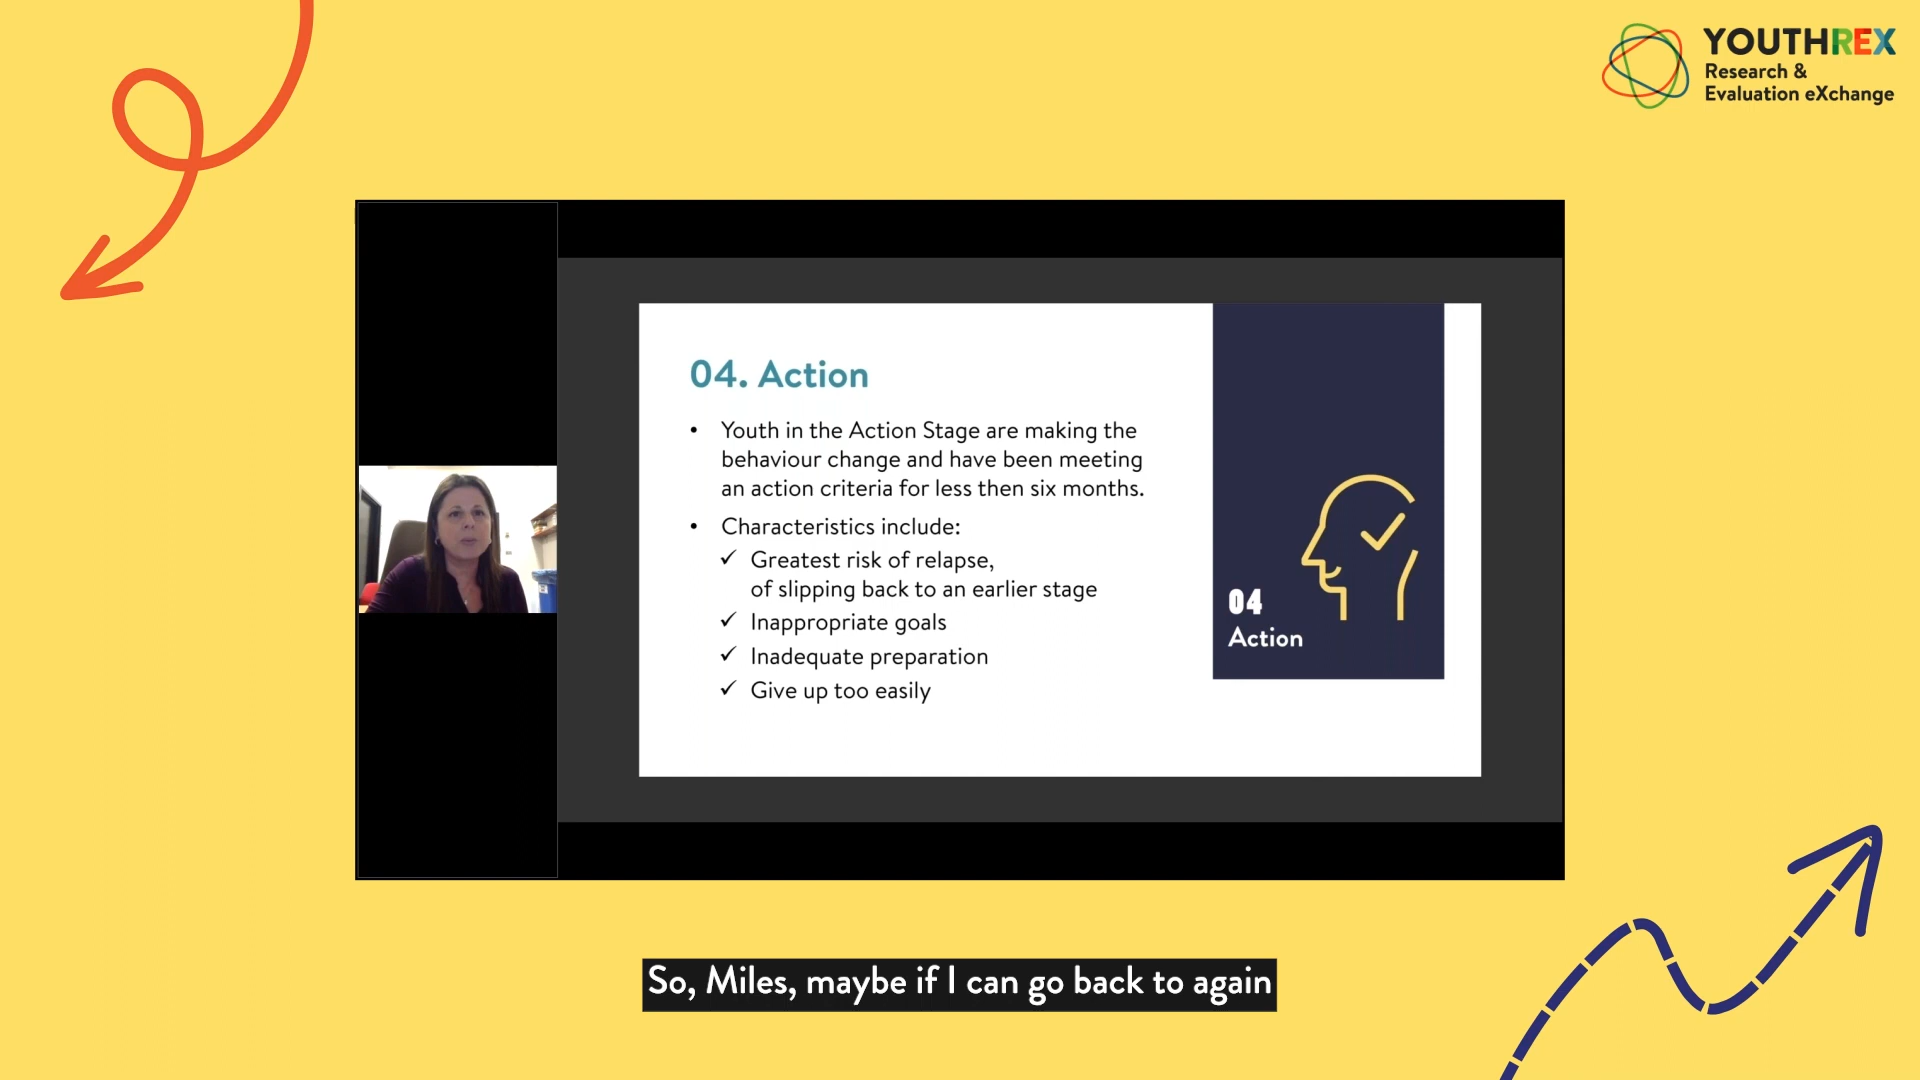 YOUTHREX
Research &
Evaluation eXchange
04. Action
• Youth in the Action Stage are making the
behaviour change and have been meeting
an action criteria for less then six months.
• Characteristics include:
✓ Greatest risk of relapse,
of slipping back to an earlier stage
✓ Inappropriate goals
✓ Inadequate preparation
✓ Give up too easily
04
Action
So, Miles, maybe if I can go back to again